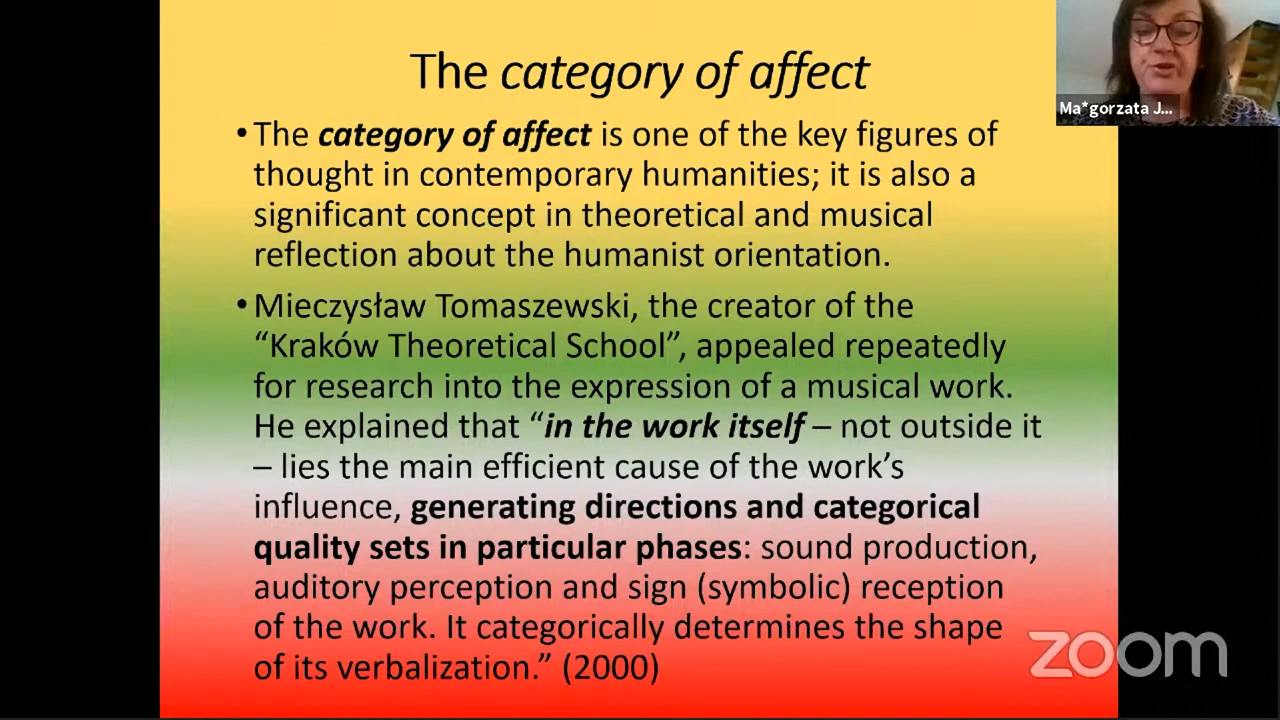 The category of affect
Ma*gorzata J...
• The category of affect is one of the key figures of
thought in contemporary humanities; it is also a
significant concept in theoretical and musical
reflection about the humanist orientation.
• Mieczysław Tomaszewski, the creator of the
“Kraków Theoretical School”, appealed repeatedly
for research into the expression of a musical work.
He explained that “in the work itself – not outside it
– lies the main efficient cause of the work’s
influence, generating directions and categorical
quality sets in particular phases: sound production,
auditory perception and sign (symbolic) reception
of the work. It categorically determines the shape
of its verbalization.” (2000)
zoom